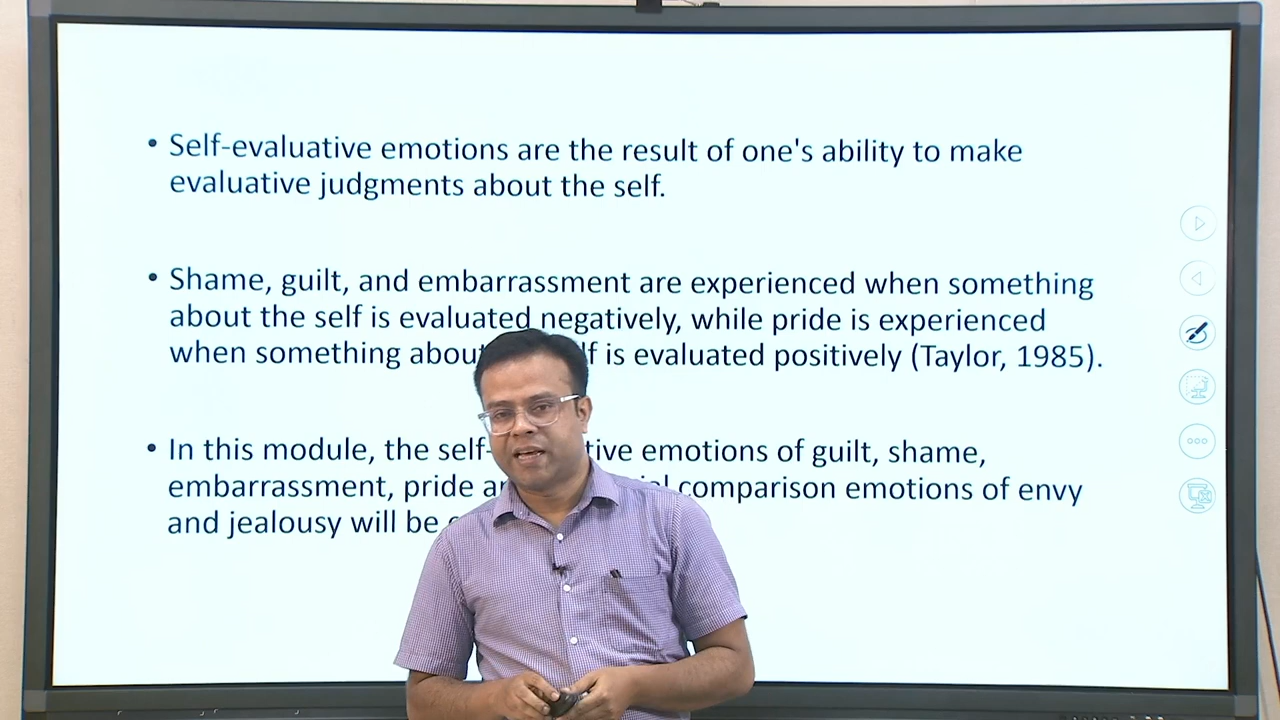 • Self-evaluative emotions are the result of one's ability to make
evaluative judgments about the self.
• Shame, guilt, and embarrassment are experienced when something
about the self is evaluated negatively, while pride is experienced
when something about is evaluated positively (Taylor, 1985).
• In this module, the emotions of guilt, shame,
embarrassment, pride comparison emotions of envy
and jealousy will be